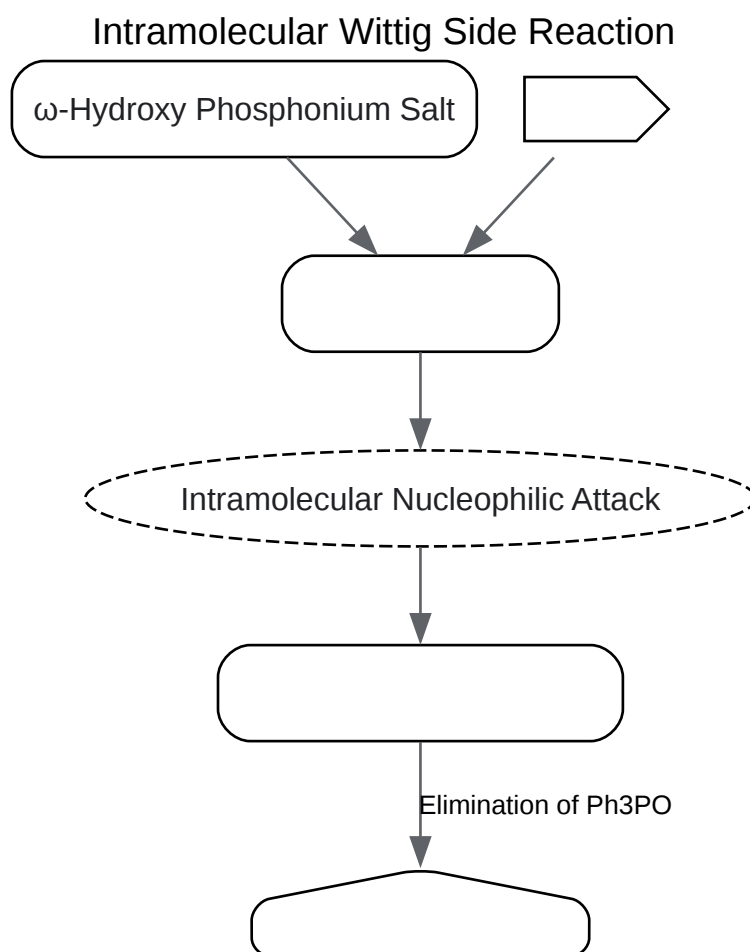 Intramolecular Wittig Side Reaction
ω-Hydroxy Phosphonium Salt
Intramolecular Nucleophilic Attack
Elimination of Ph3PO